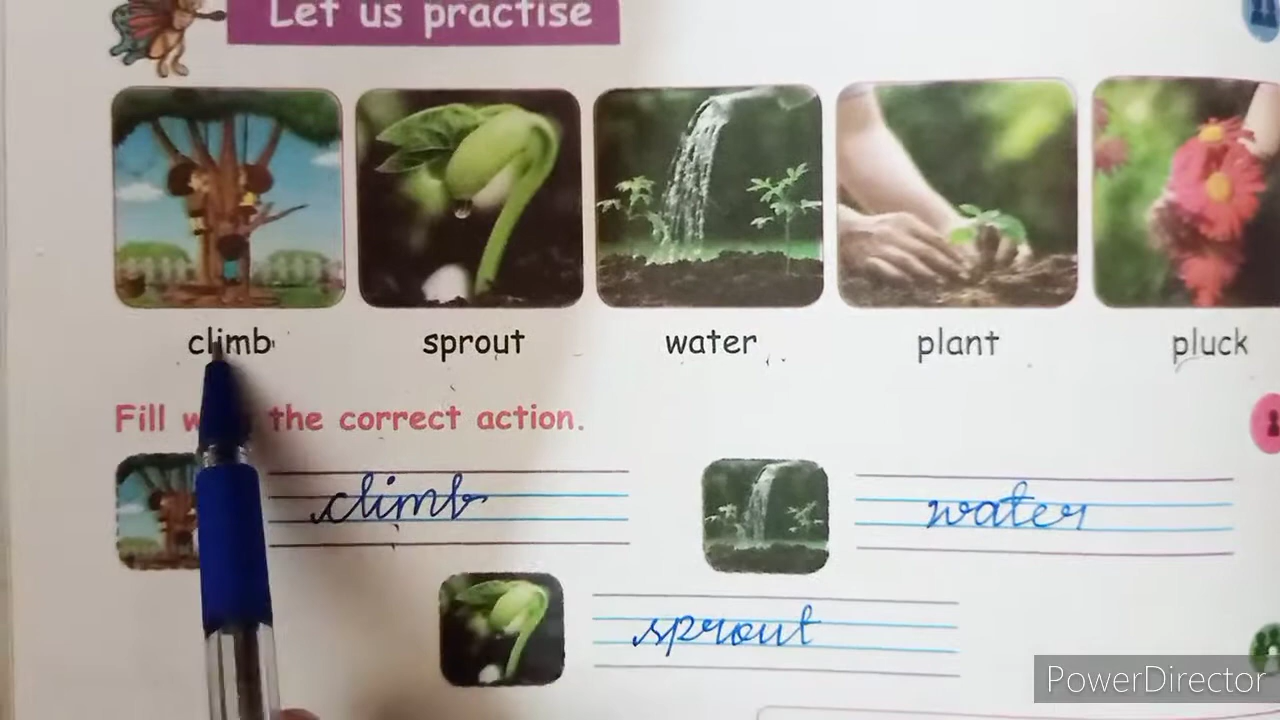 Let us practise
climb sprout water plant pluck
Fill the correct action.
climb water
sprout
PowerDirector